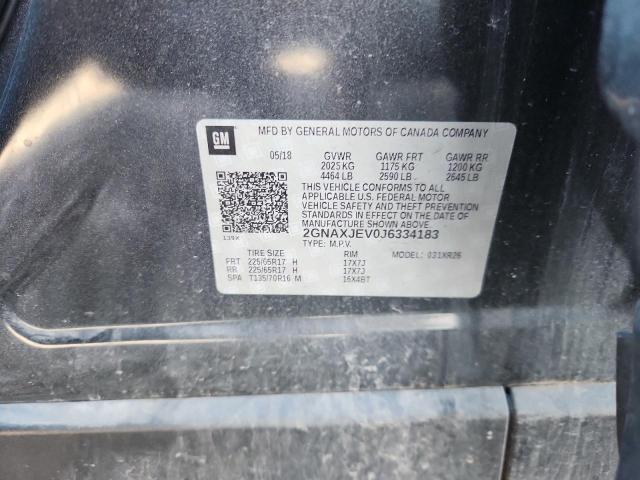 GM
MFD BY GENERAL MOTORS OF CANADA COMPANY
05/18 GVWR GAWR FRT GAWR RR
2025 KG 1175 KG 1200 KG
4464 LB 2590 LB 2645 LB
THIS VEHICLE CONFORMS TO ALL
APPLICABLE U.S. FEDERAL MOTOR
VEHICLE SAFETY AND THEFT PREVENTION
STANDARDS IN EFFECT ON THE DATE OF
MANUFACTURE SHOWN ABOVE.
2GNAXJEV0J6334183
TYPE: M.P.V.
139X
TIRE SIZE RIM MODEL: 031XR26
FRT 225/65R17 H 17X7J
RR 225/65R17 H 17X7J
SPA T135/70R16 M 16X4BT